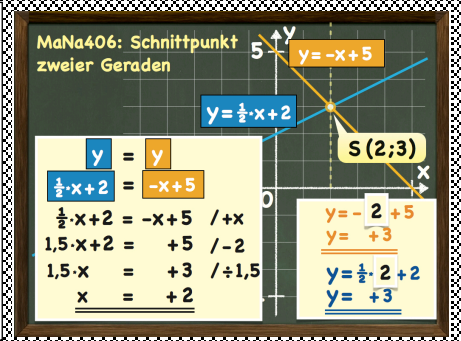 MaNa406: Schnittpunkt
zweier Geraden
5
y
y = -x+5
y = ½·x+2
S (2;3)
x
0
y = y
½·x+2 = -x+5
½·x+2 = -x+5 /+x
1,5·x+2 = +5 /-2
1,5·x = +3 /÷1,5
x = +2
y = - 2 +5
y = +3
y = ½· 2 +2
y = +3